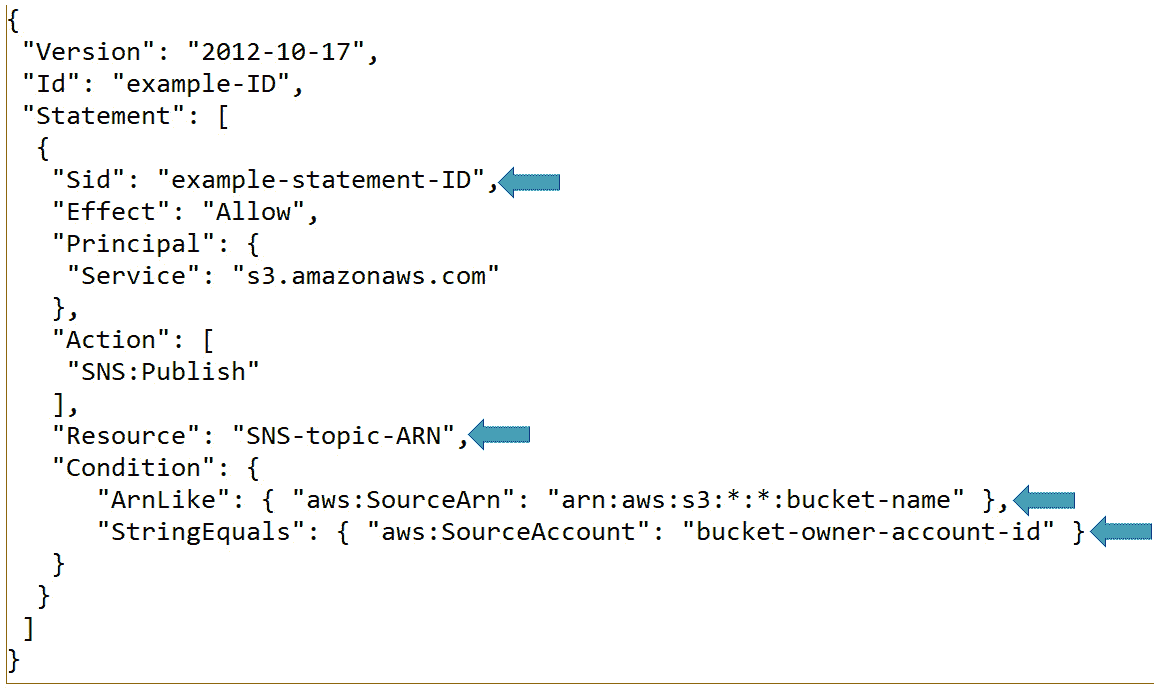 {
"Version": "2012-10-17",
"Id": "example-ID",
"Statement": [
{
"Sid": "example-statement-ID",
"Effect": "Allow",
"Principal": {
"Service": "s3.amazonaws.com"
},
"Action": [
"SNS:Publish"
],
"Resource": "SNS-topic-ARN",
"Condition": {
"ArnLike": { "aws:SourceArn": "arn:aws:s3:*:*:bucket-name" },
"StringEquals": { "aws:SourceAccount": "bucket-owner-account-id" }
}
}
]
}